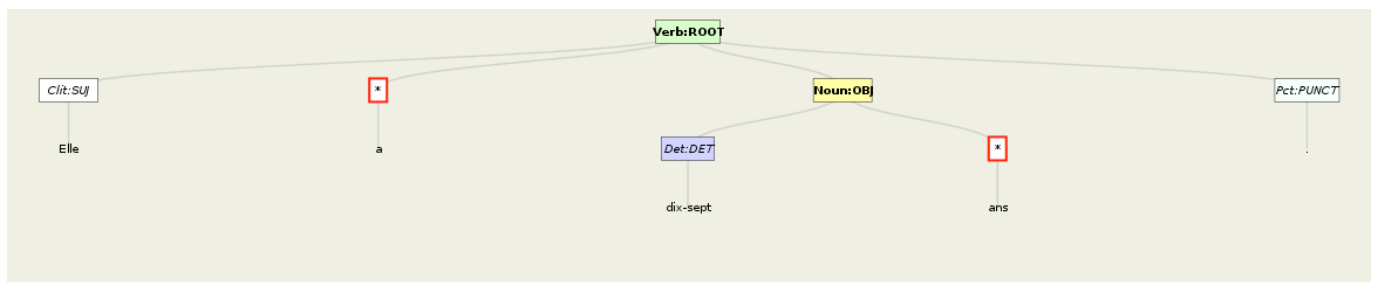 Verb:ROOT
Clit:SUJ * Noun:OBJ Pct:PUNCT
Elle a Det:DET * .
dix-sept ans